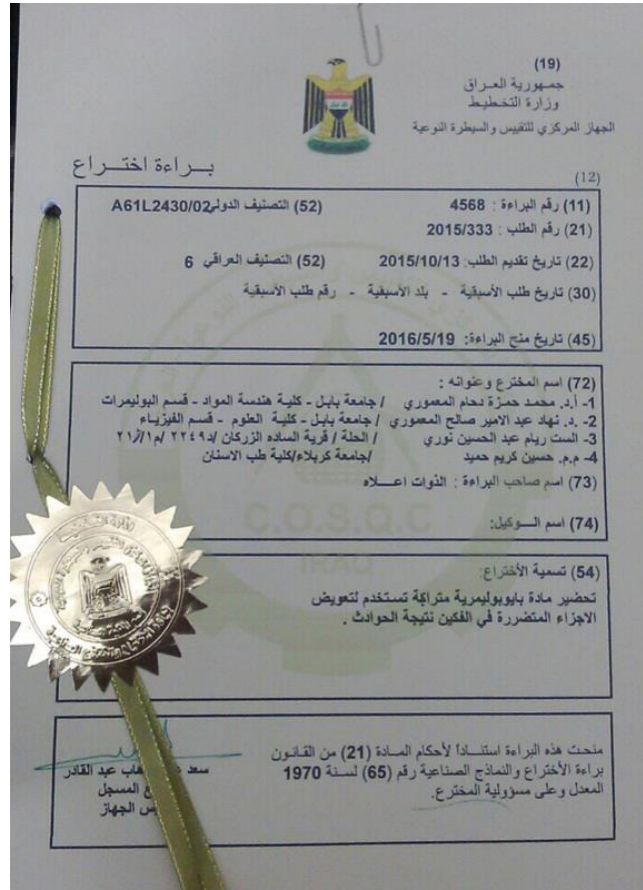 (19)
جمهورية العراق
وزارة التخطيط
الجهاز المركزي للتقييس والسيطرة النوعية
براءة اختراع
(12)
(11) رقم البراءة : 4568 (52) التصنيف الدولي A61L2430/02
(21) رقم الطلب : 2015/333
(22) تاريخ تقديم الطلب: 2015/10/13 (52) التصنيف العراقي 6
(30) تاريخ طلب الأسبقية - بلد الأسبقية - رقم طلب الأسبقية
(45) تاريخ منح البراءة: 2016/5/19
(72) اسم المخترع وعنوانه :
1- أ.د. محمد حمزة دحام المعموري / جامعة بابل - كلية هندسة المواد - قسم البوليمرات
2- د. نهاد عبد الامير صالح المعموري / جامعة بابل - كلية العلوم - قسم الفيزياء
3- الست ريام عبد الحسين نوري / الحلة / قرية الساده الزركان /د٢٢٤٩ /م١/ز٢١
4- م.م. حسين كريم حميد /جامعة كربلاء/كلية طب الاسنان
(73) اسم صاحب البراءة : الذوات اعلاه
(74) اسم الوكيل:
C.O.S.Q.C
IRAQ
(54) تسمية الأختراع:
تحضير مادة بايوبوليمرية متراكبة تستخدم لتعويض
الاجزاء المتضررة في الفكين نتيجة الحوادث .
منحت هذه البراءة استناداً لأحكام المادة (21) من القانون
براءة الأختراع والنماذج الصناعية رقم (65) لسنة 1970
المعدل وعلى مسؤولية المخترع.
سعد عبد القادر
المسجل
الجهاز